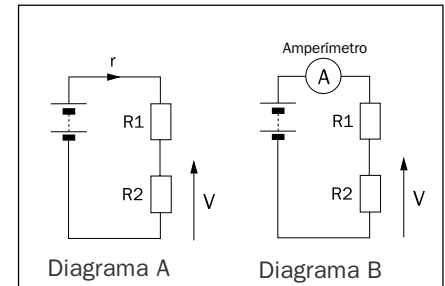 Amperímetro
r
A
R1
R1
R2
V
R2
V
Diagrama A
Diagrama B